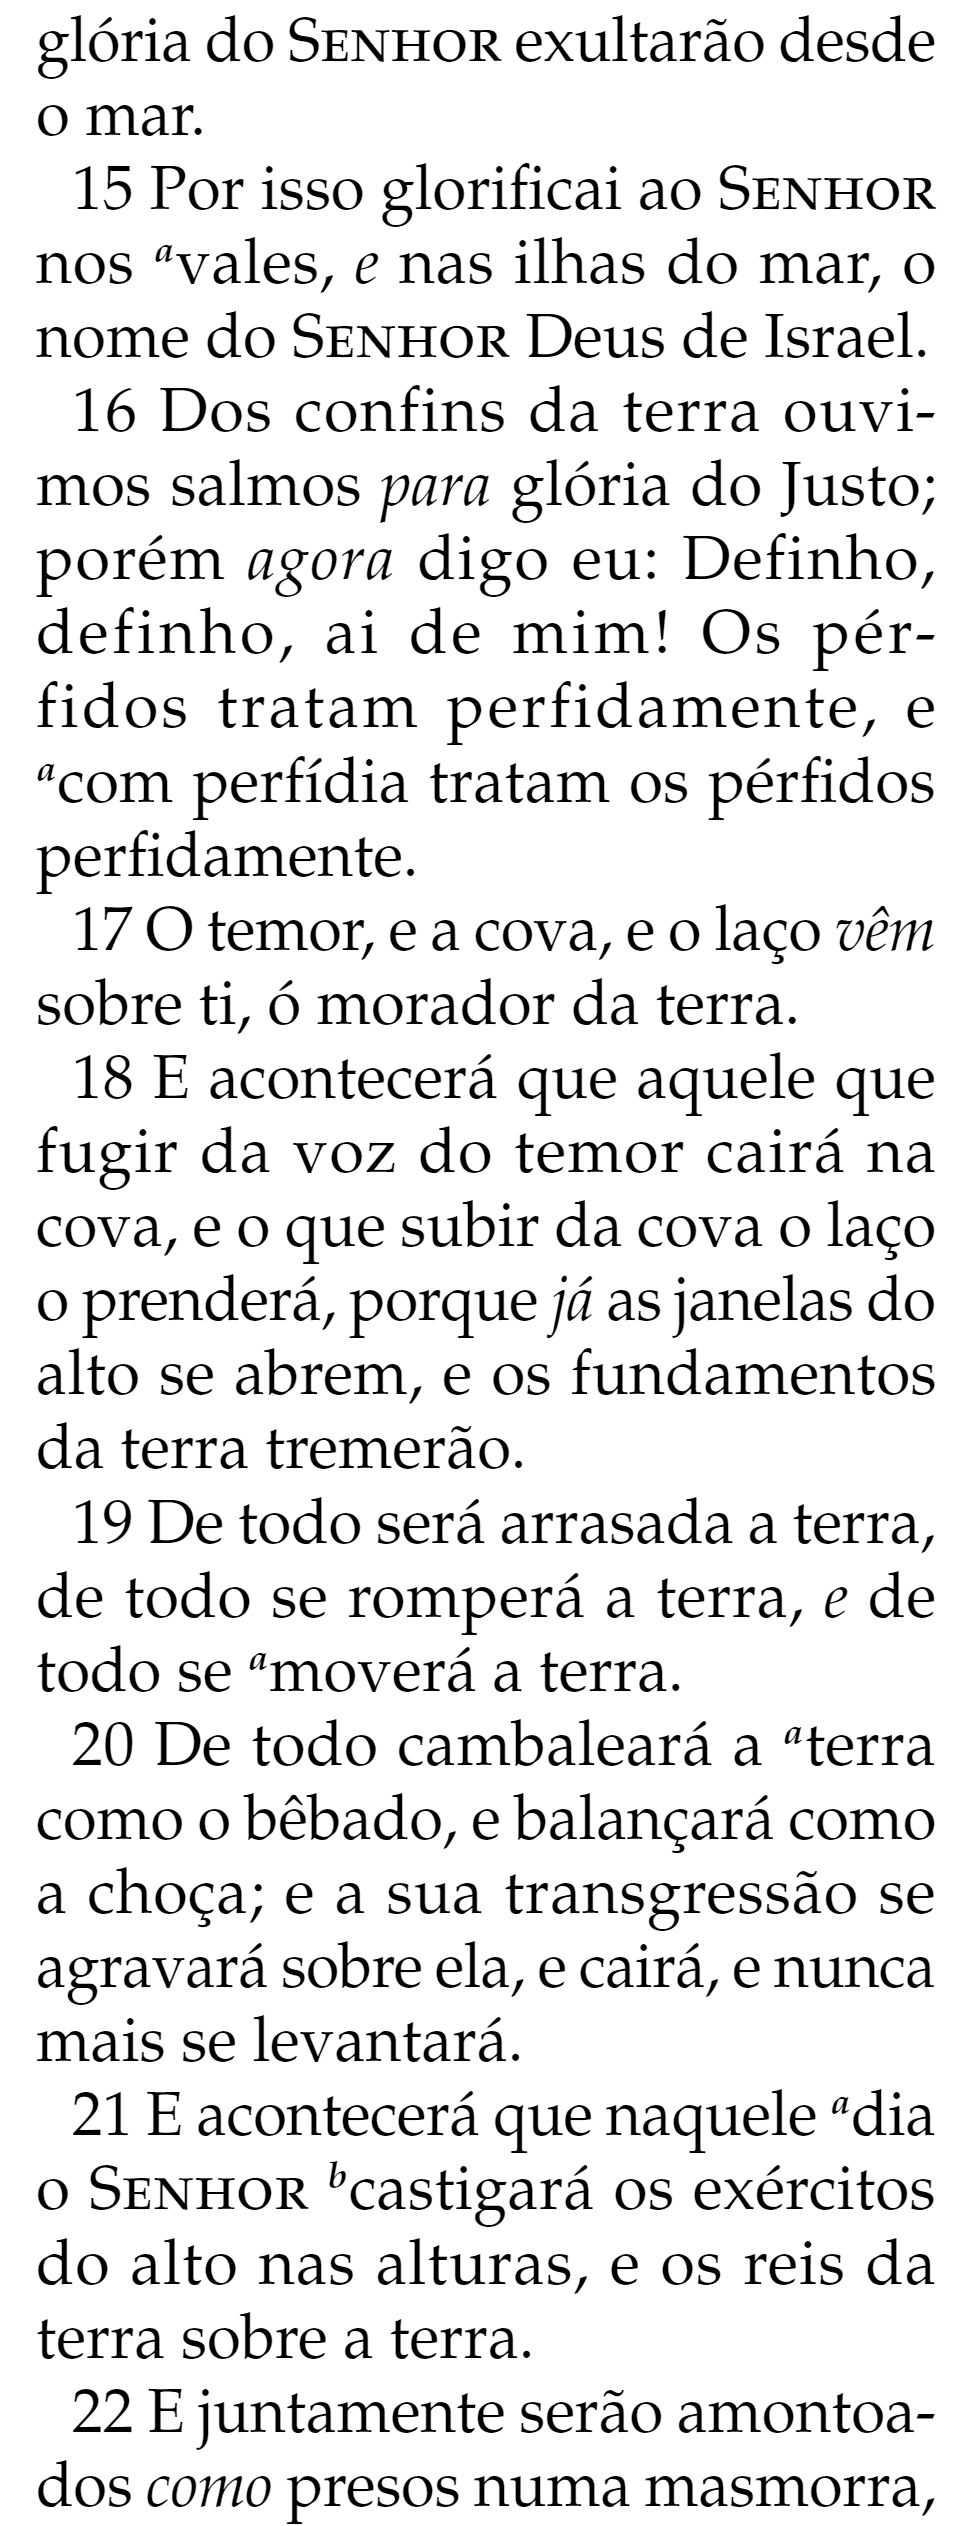 glória do SENHOR exultarão desde
o mar.
15 Por isso glorificai ao SENHOR
nos avales, e nas ilhas do mar, o
nome do SENHOR Deus de Israel.
16 Dos confins da terra ouvi-
mos salmos para glória do Justo;
porém agora digo eu: Definho,
definho, ai de mim! Os pér-
fidos tratam perfidamente, e
acom perfídia tratam os pérfidos
perfidamente.
17 O temor, e a cova, e o laço vêm
sobre ti, ó morador da terra.
18 E acontecerá que aquele que
fugir da voz do temor cairá na
cova, e o que subir da cova o laço
o prenderá, porque já as janelas do
alto se abrem, e os fundamentos
da terra tremerão.
19 De todo será arrasada a terra,
de todo se romperá a terra, e de
todo se amoverá a terra.
20 De todo cambaleará a aterra
como o bêbado, e balançará como
a choça; e a sua transgressão se
agravará sobre ela, e cairá, e nunca
mais se levantará.
21 E acontecerá que naquele adia
o SENHOR bcastigará os exércitos
do alto nas alturas, e os reis da
terra sobre a terra.
22 E juntamente serão amontoa-
dos como presos numa masmorra,